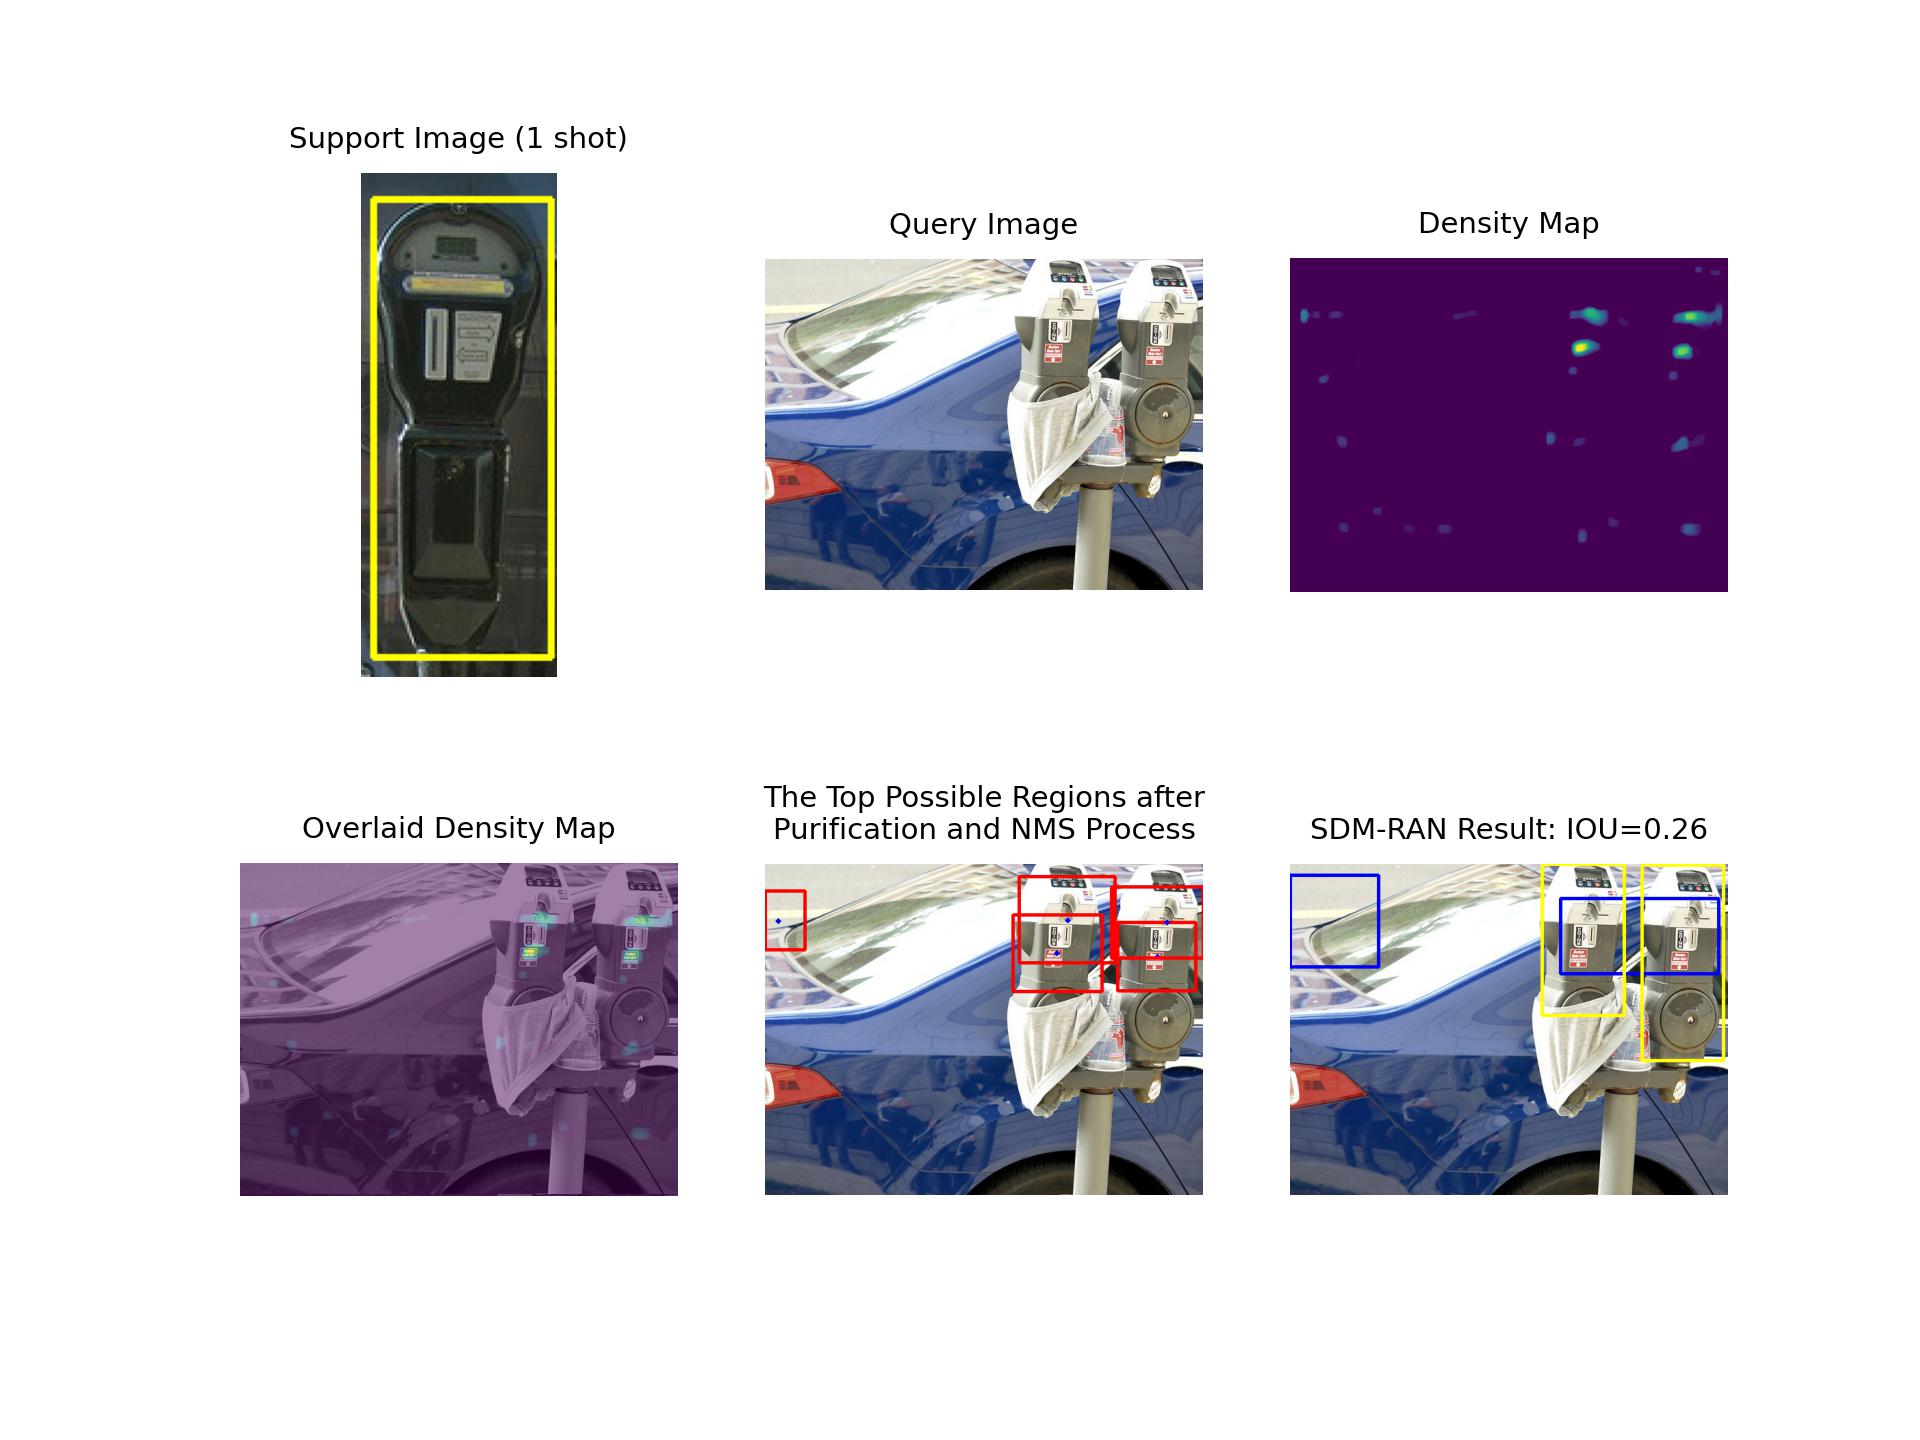 Support Image (1 shot)
Query Image
Density Map
Overlaid Density Map
The Top Possible Regions after
Purification and NMS Process
SDM-RAN Result: IOU=0.26